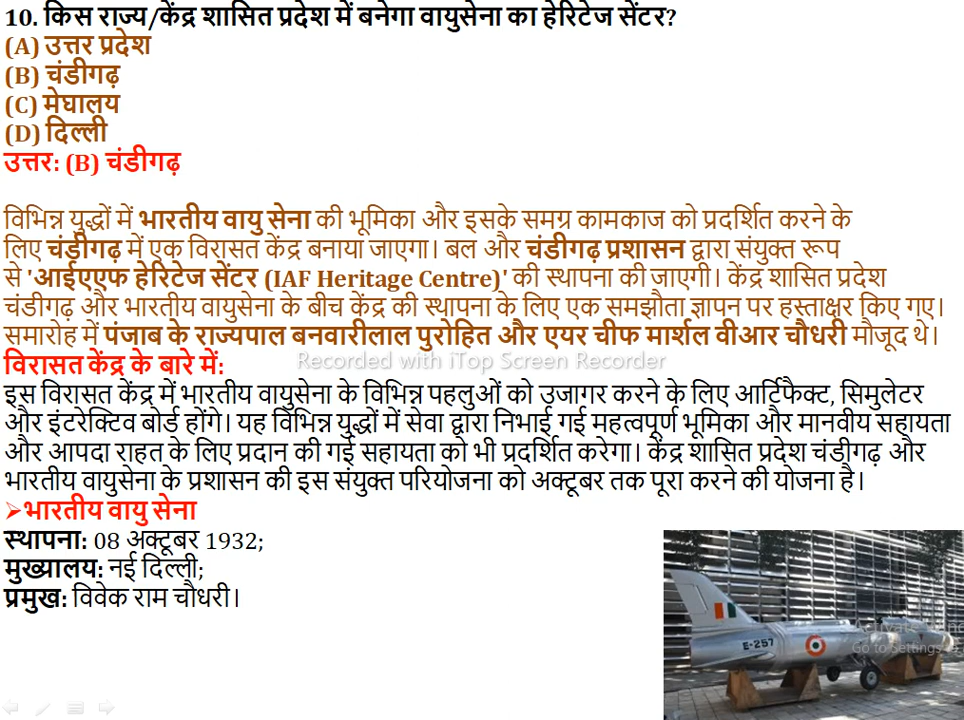 10. किस राज्य/केंद्र शासित प्रदेश में बनेगा वायुसेना का हेरिटेज सेंटर?
(A) उत्तर प्रदेश
(B) चंडीगढ़
(C) मेघालय
(D) दिल्ली
उत्तर: (B) चंडीगढ़
विभिन्न युद्धों में भारतीय वायु सेना की भूमिका और इसके समग्र कामकाज को प्रदर्शित करने के
लिए चंडीगढ़ में एक विरासत केंद्र बनाया जाएगा। बल और चंडीगढ़ प्रशासन द्वारा संयुक्त रूप
से 'आईएएफ हेरिटेज सेंटर (IAF Heritage Centre)' की स्थापना की जाएगी। केंद्र शासित प्रदेश
चंडीगढ़ और भारतीय वायुसेना के बीच केंद्र की स्थापना के लिए एक समझौता ज्ञापन पर हस्ताक्षर किए गए।
समारोह में पंजाब के राज्यपाल बनवारीलाल पुरोहित और एयर चीफ मार्शल वीआर चौधरी मौजूद थे।
Recorded with iTop Screen Recorder
विरासत केंद्र के बारे में:
इस विरासत केंद्र में भारतीय वायुसेना के विभिन्न पहलुओं को उजागर करने के लिए आर्टिफैक्ट, सिमुलेटर
और इंटरेक्टिव बोर्ड होंगे। यह विभिन्न युद्धों में सेवा द्वारा निभाई गई महत्वपूर्ण भूमिका और मानवीय सहायता
और आपदा राहत के लिए प्रदान की गई सहायता को भी प्रदर्शित करेगा। केंद्र शासित प्रदेश चंडीगढ़ और
भारतीय वायुसेना के प्रशासन की इस संयुक्त परियोजना को अक्टूबर तक पूरा करने की योजना है।
➢भारतीय वायु सेना
स्थापना: 08 अक्टूबर 1932;
मुख्यालय: नई दिल्ली;
प्रमुख: विवेक राम चौधरी।
E-257
Go to Settings